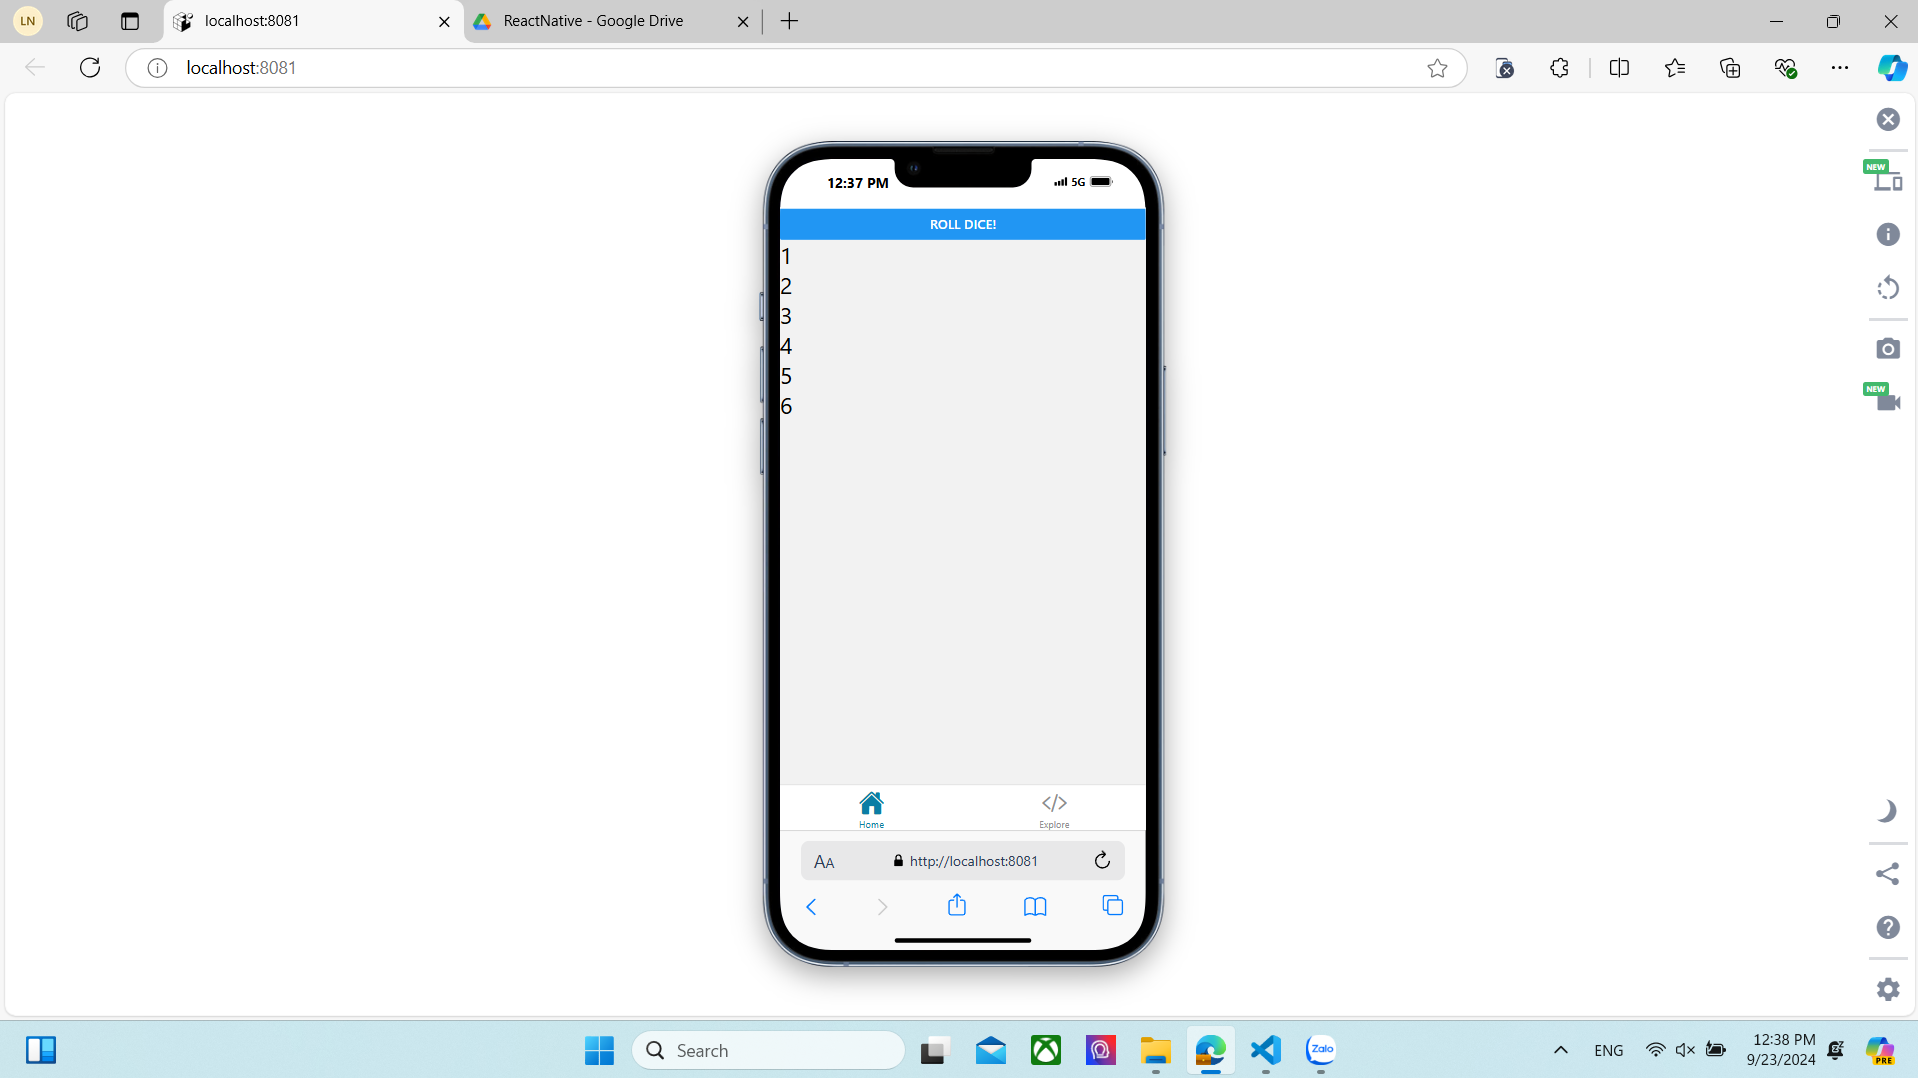 LN
localhost:8081
ReactNative - Google Drive
localhost:8081
NEW
NEW
12:37 PM
5G
ROLL DICE!
1
2
3
4
5
6
Home
Explore
AA
http://localhost:8081
Search
Zalo
ENG
12:38 PM
9/23/2024
PRE